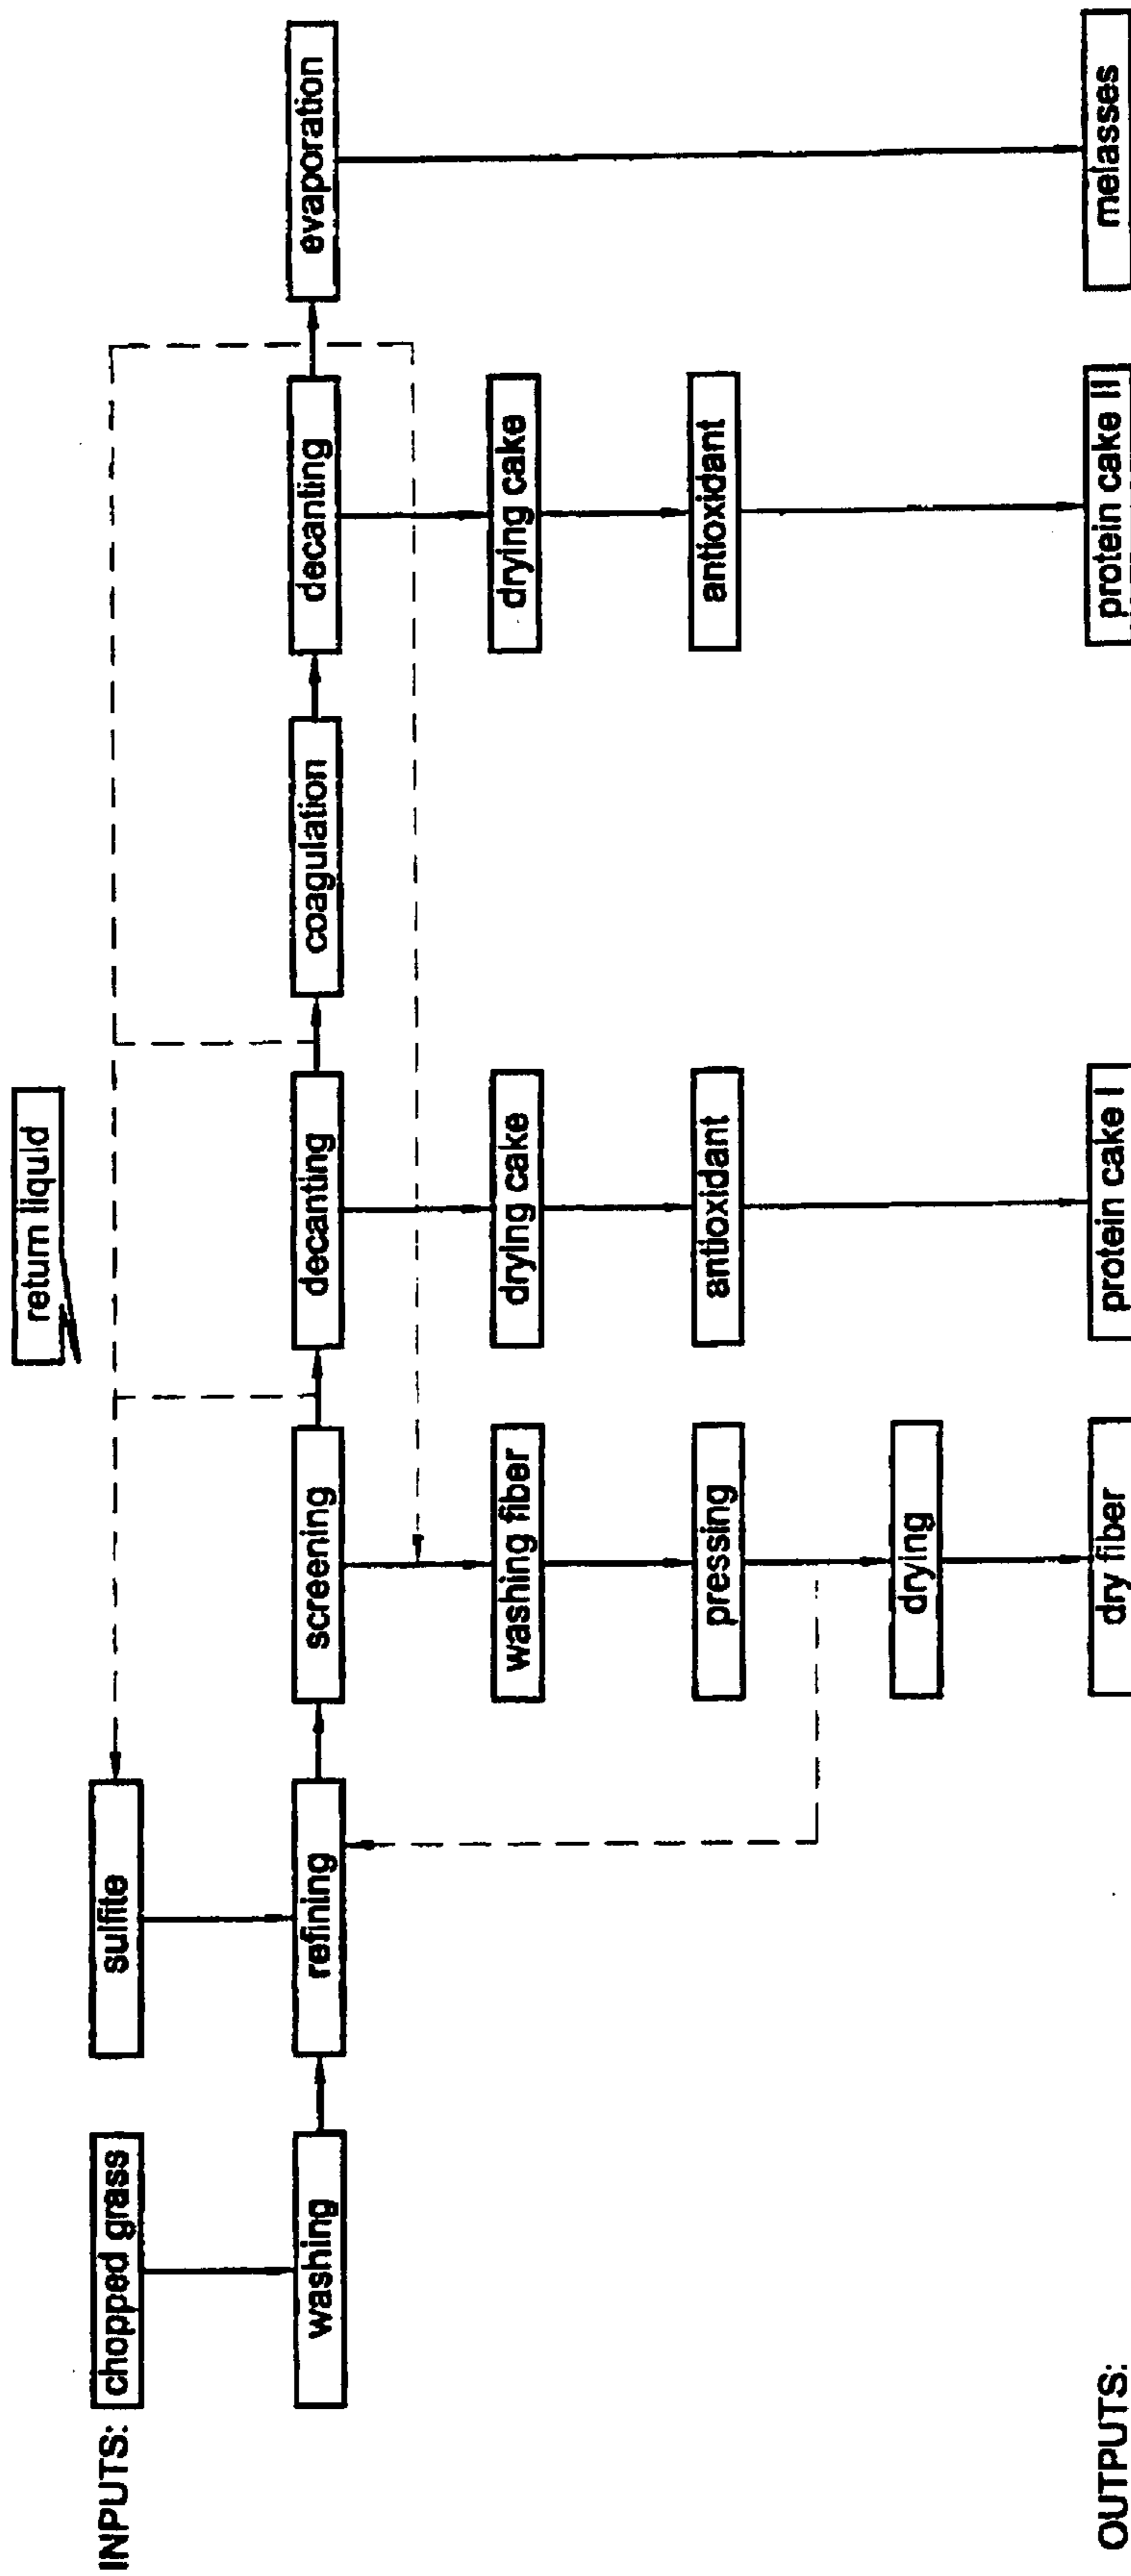 return liquid
INPUTS:
chopped grass
sulfite
washing
refining
screening
decanting
coagulation
decanting
evaporation
washing fiber
drying cake
drying cake
pressing
antioxidant
antioxidant
drying
OUTPUTS:
dry fiber
protein cake I
protein cake II
melasses